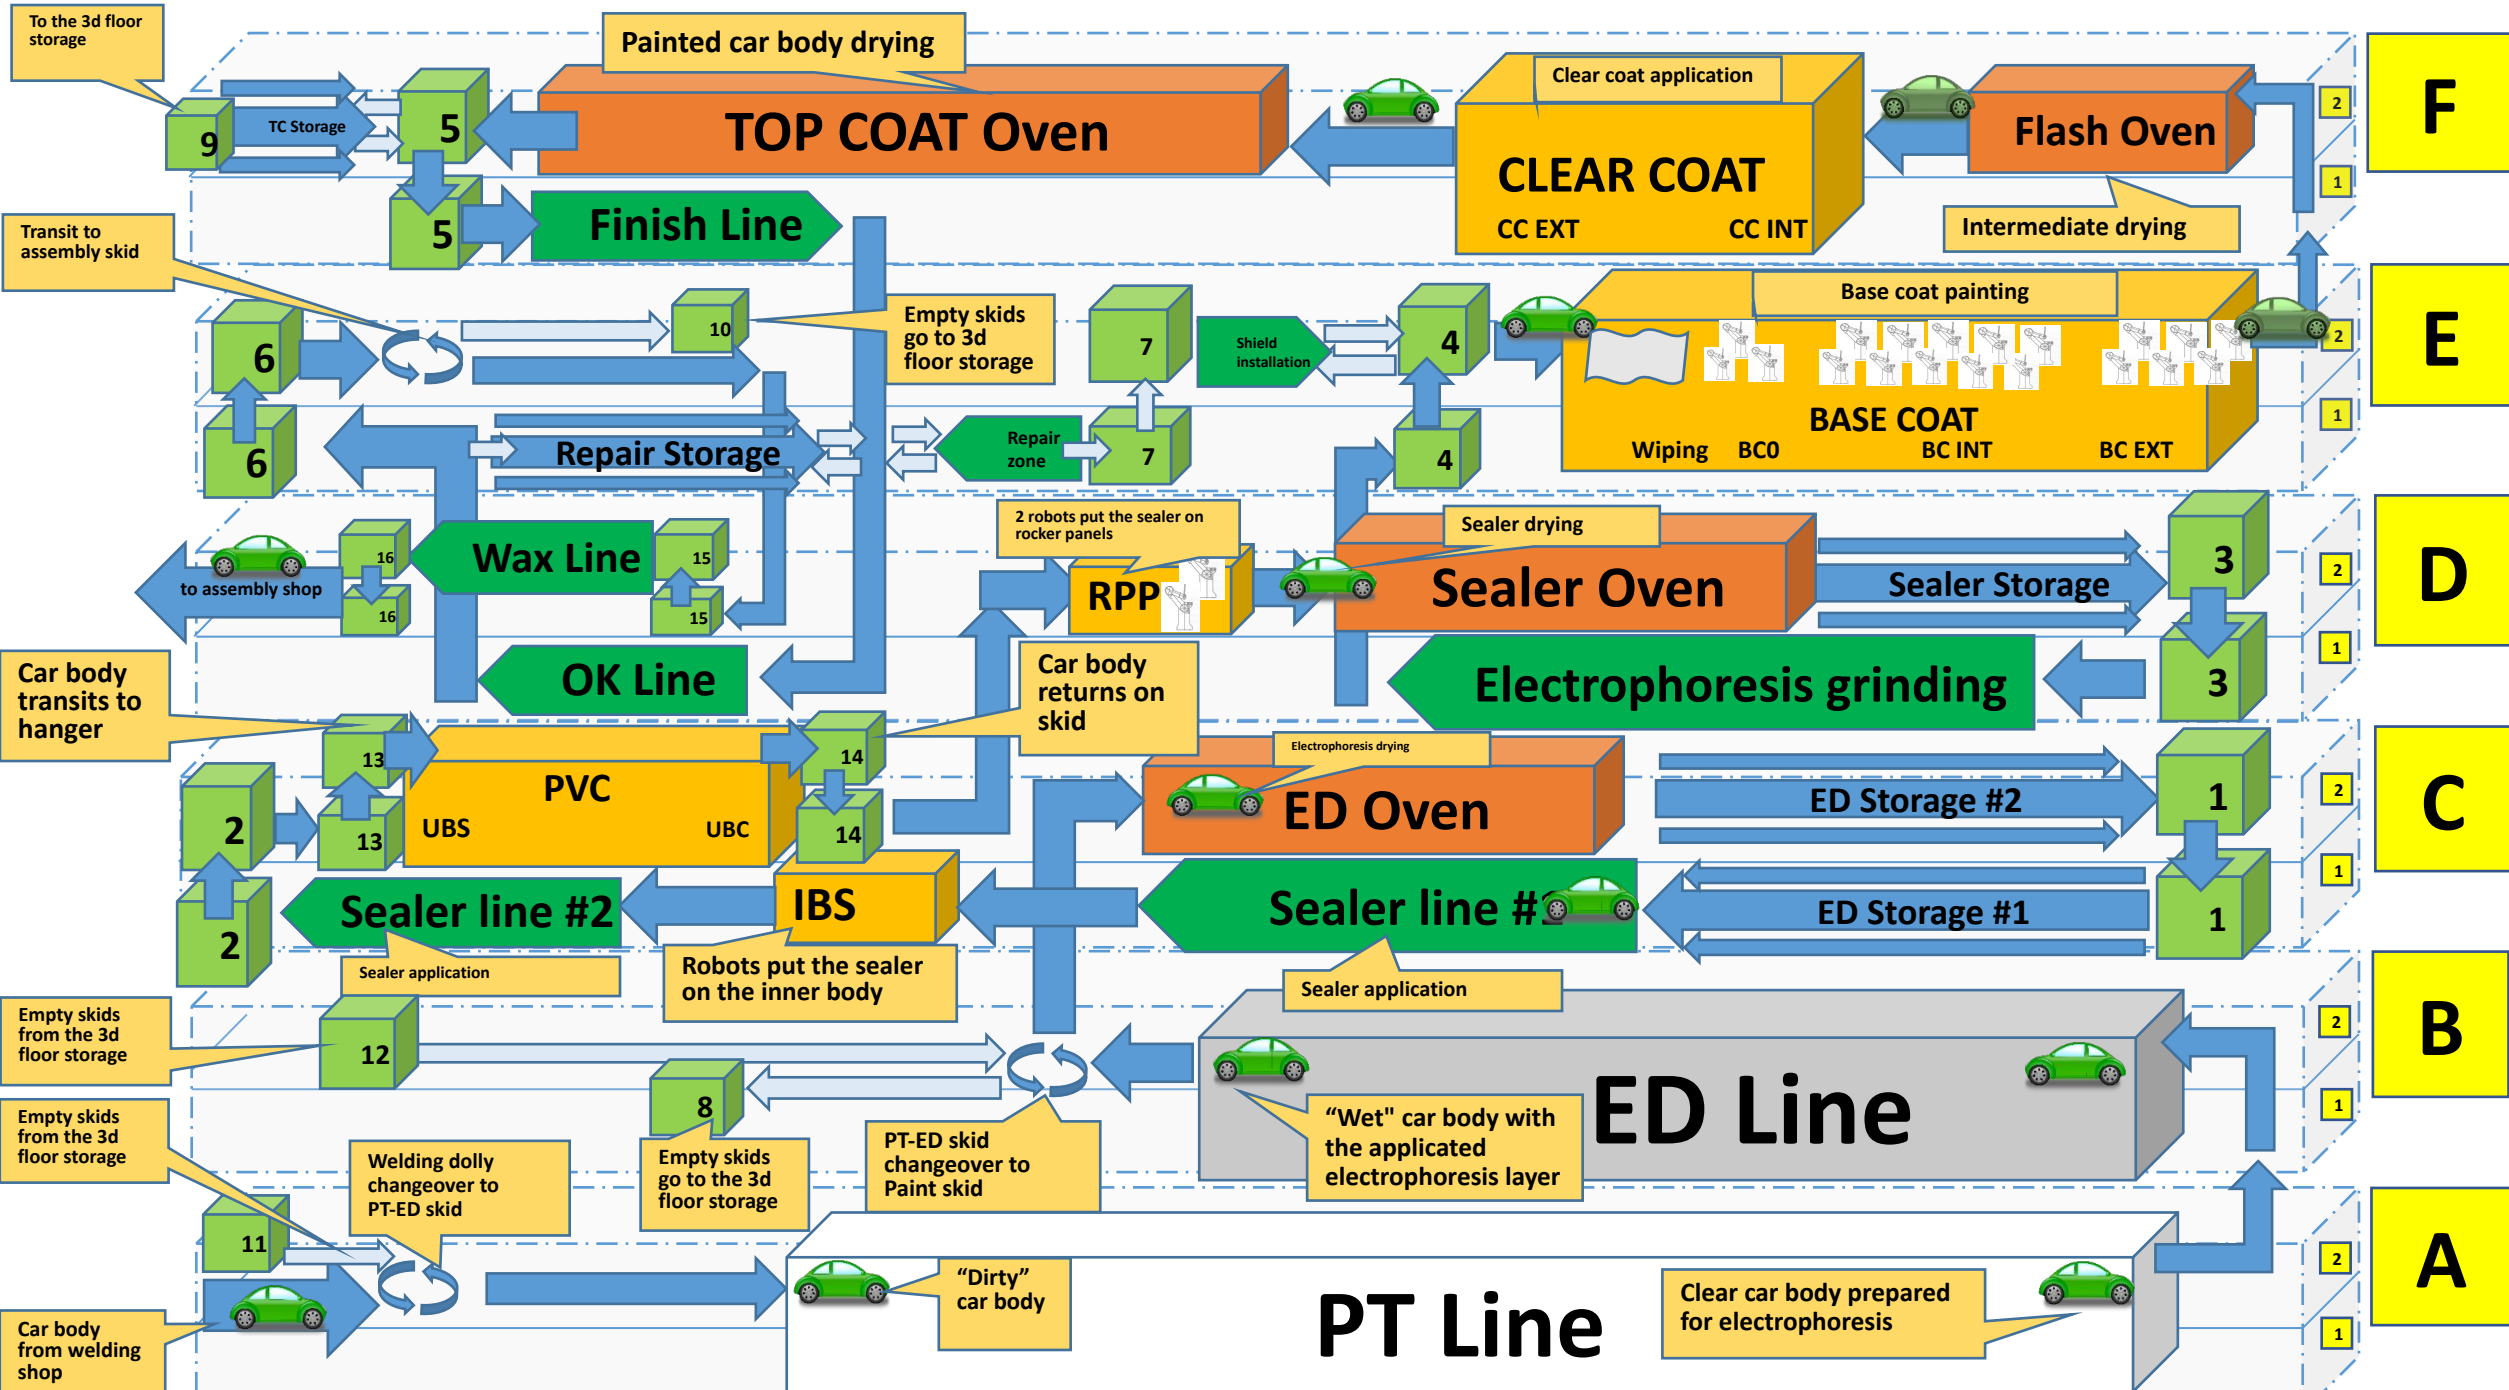 To the 3d floor
storage
Painted car body drying
Clear coat application
F
2
1
9
TC Storage
5
TOP COAT Oven
CLEAR COAT
CC EXT
CC INT
Flash Oven
Intermediate drying
5
Finish Line
Transit to
assembly skid
6
10
Empty skids
go to 3d
floor storage
7
Shield
installation
4
Base coat painting
E
2
1
6
Repair Storage
Repair
zone
7
4
BASE COAT
Wiping
BC0
BC INT
BC EXT
2 robots put the sealer on
rocker panels
Sealer drying
D
2
1
to assembly shop
16
16
Wax Line
15
15
RPP
Sealer Oven
Sealer Storage
3
3
OK Line
Electrophoresis grinding
Car body
transits to
hanger
Car body
returns on
skid
C
2
1
2
13
13
PVC
UBS
UBC
14
14
Electrophoresis drying
ED Oven
ED Storage #2
1
2
Sealer line #2
IBS
Sealer line #
ED Storage #1
1
Sealer application
Robots put the sealer
on the inner body
Sealer application
B
2
1
Empty skids
from the 3d
floor storage
12
8
ED Line
Empty skids
from the 3d
floor storage
Welding dolly
changeover to
PT-ED skid
Empty skids
go to the 3d
floor storage
PT-ED skid
changeover to
Paint skid
“Wet" car body with
the applicated
electrophoresis layer
A
2
1
11
Car body
from welding
shop
“Dirty”
car body
PT Line
Clear car body prepared
for electrophoresis